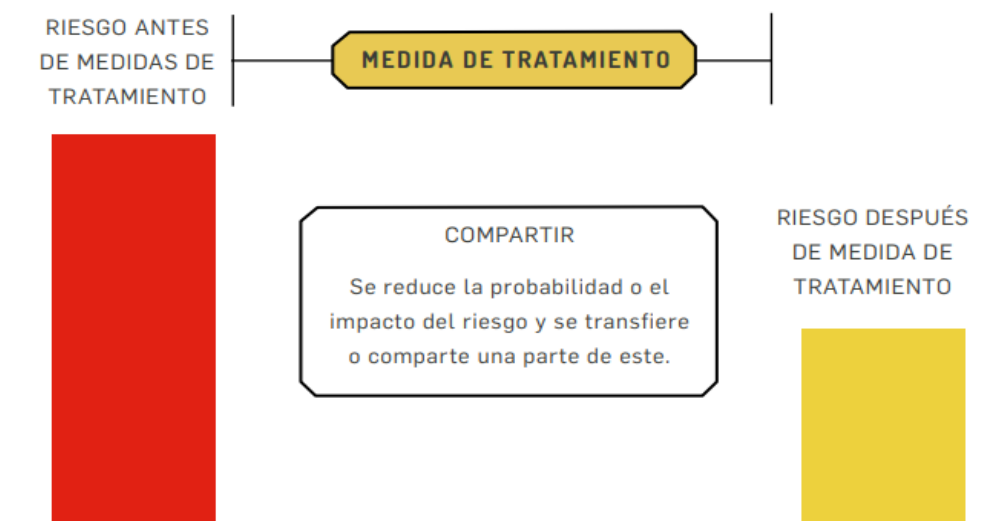 RIESGO ANTES
DE MEDIDAS DE
TRATAMIENTO
MEDIDA DE TRATAMIENTO
COMPARTIR
Se reduce la probabilidad o el
impacto del riesgo y se transfiere
o comparte una parte de este.
RIESGO DESPUÉS
DE MEDIDA DE
TRATAMIENTO